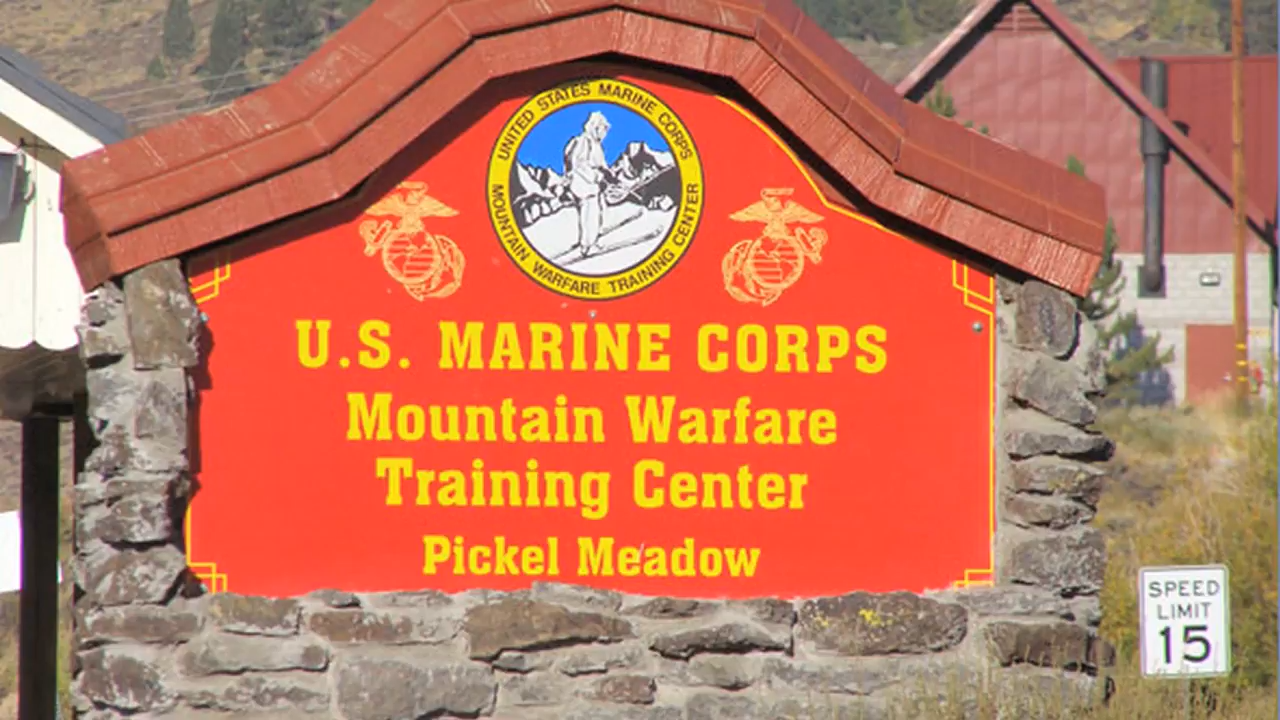 UNITED STATES MARINE CORPS
MOUNTAIN WARFARE TRAINING CENTER
U.S. MARINE CORPS
Mountain Warfare
Training Center
Pickel Meadow
SPEED
LIMIT
15